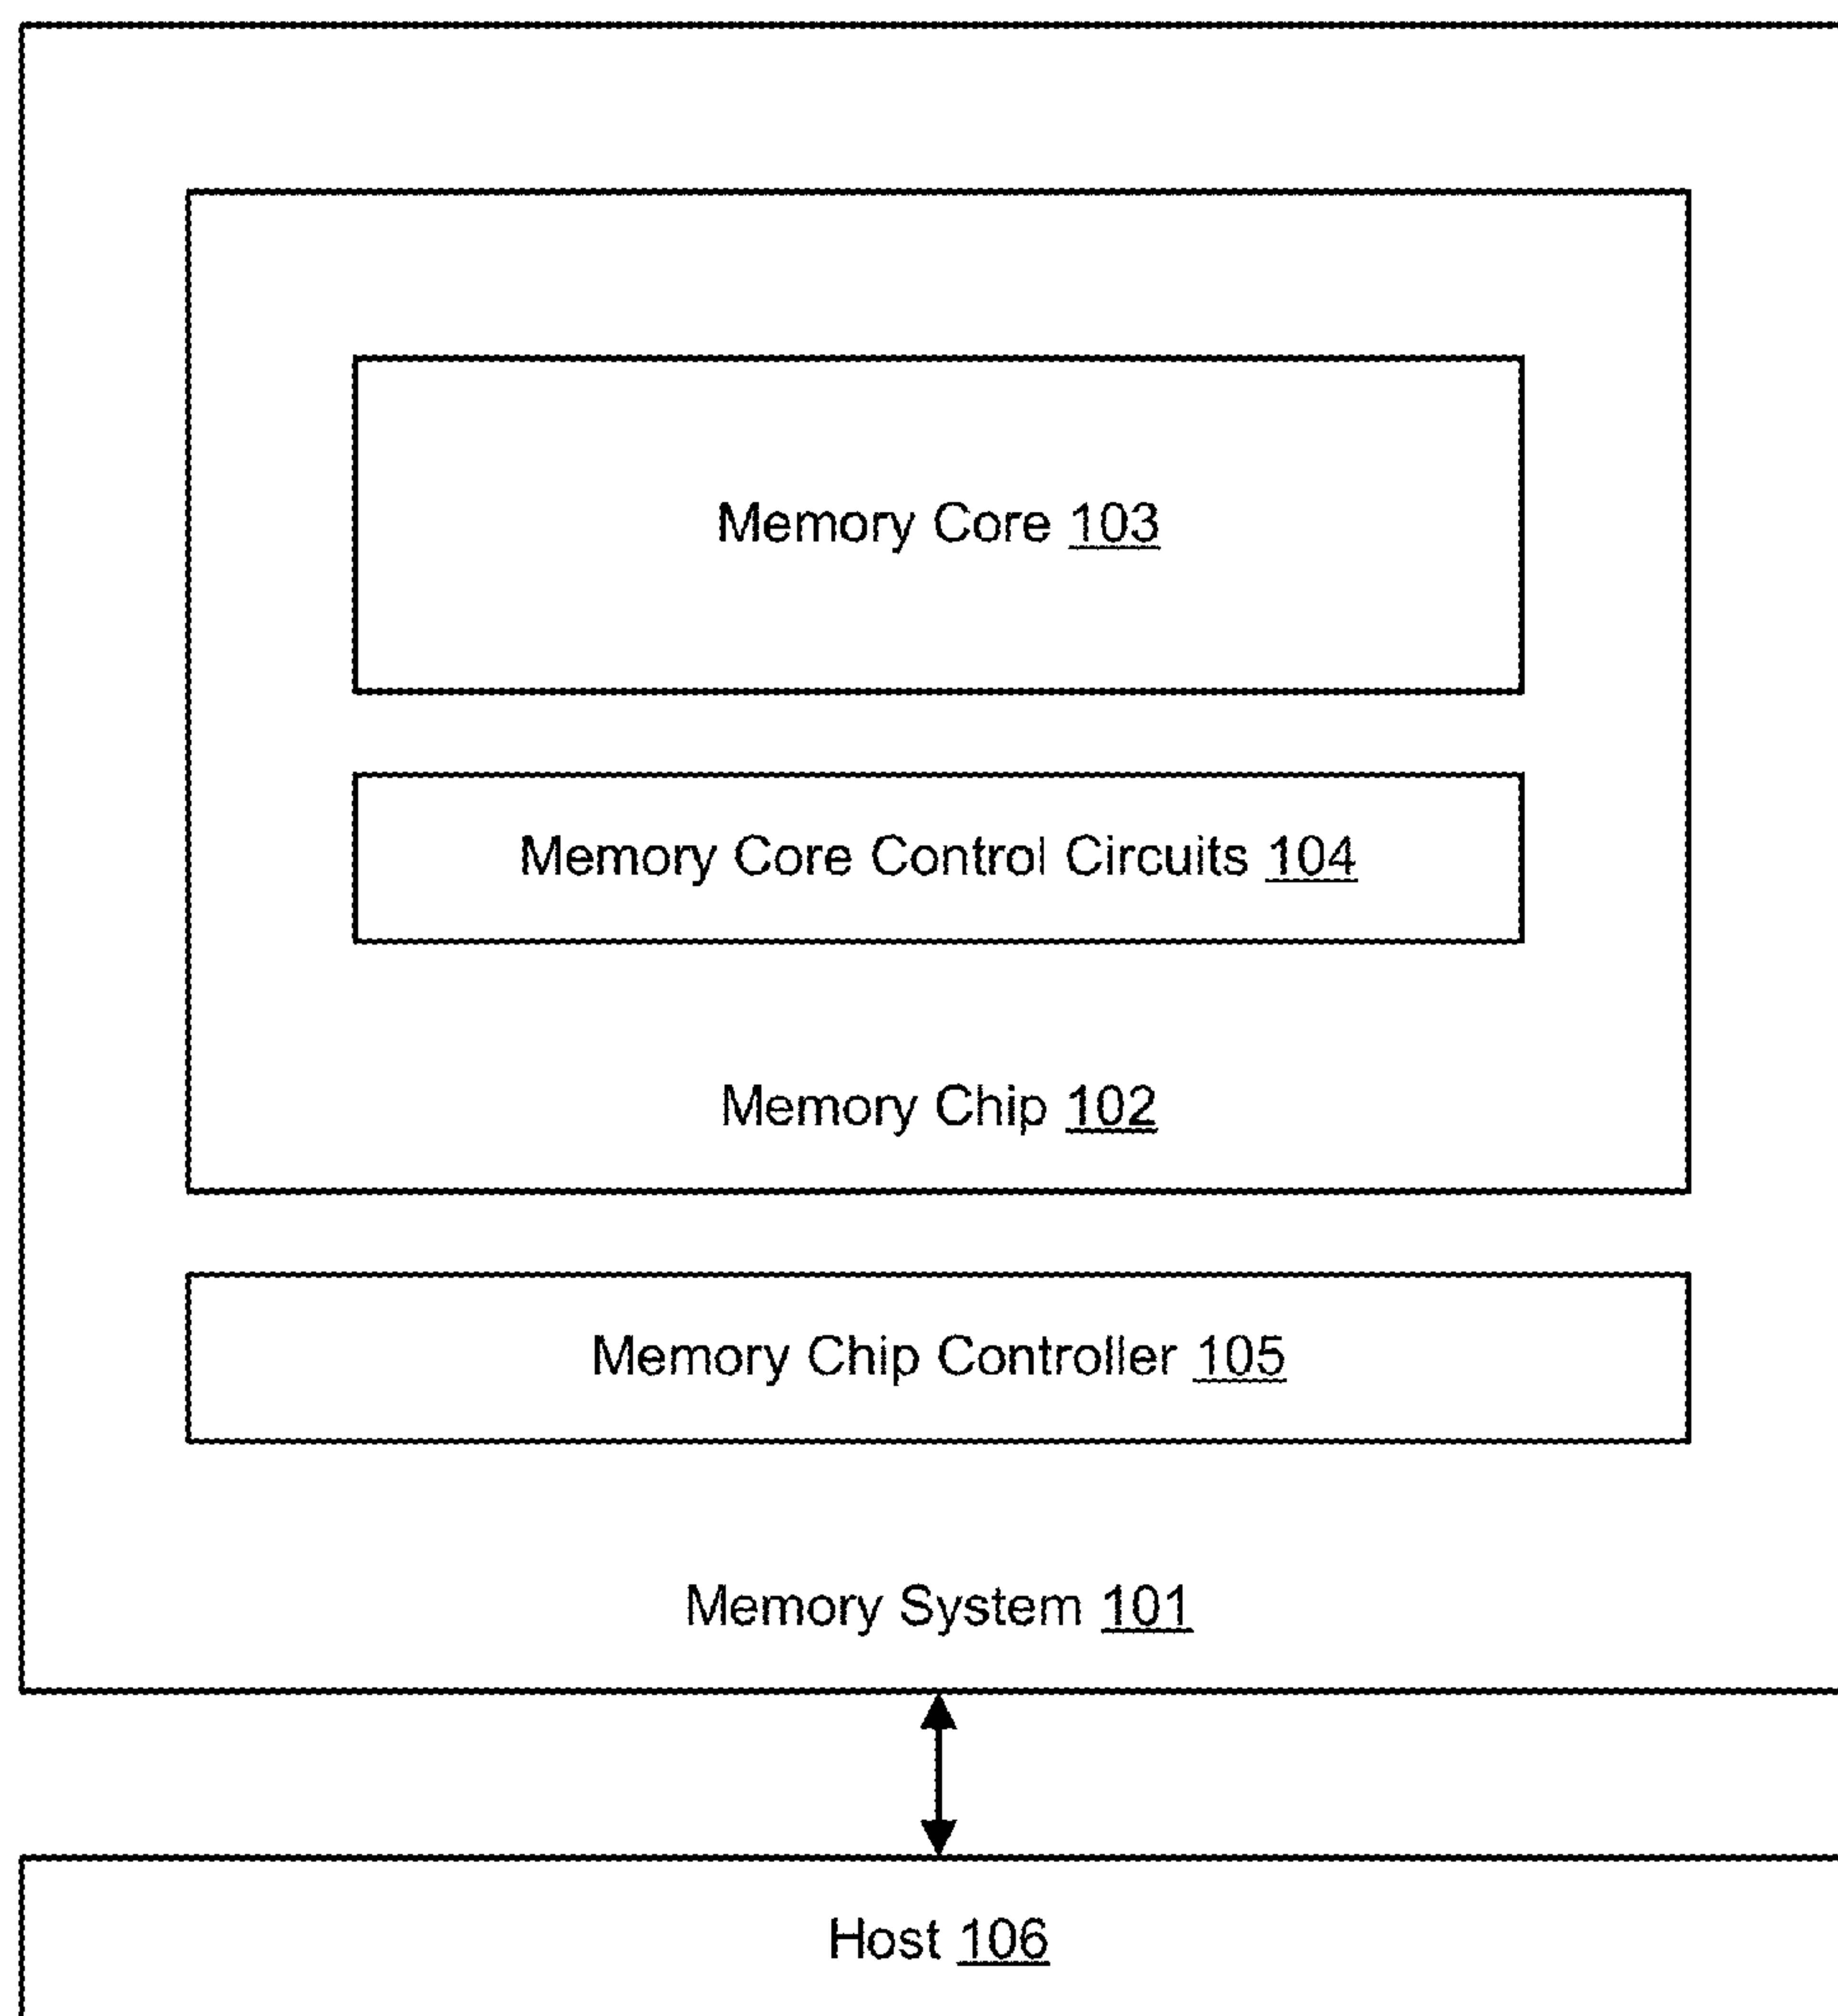 Memory Core 103
Memory Core Control Circuits 104
Memory Chip 102
Memory Chip Controller 105
Memory System 101
Host 106